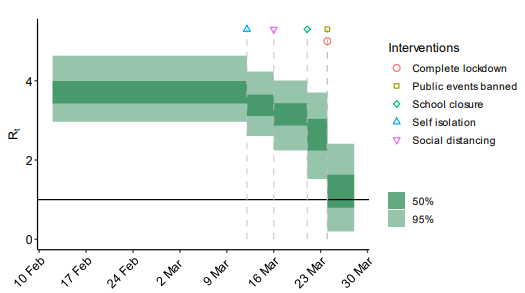 Rt
4
2
0
10 Feb
17 Feb
24 Feb
2 Mar
9 Mar
16 Mar
23 Mar
30 Mar
Interventions
Complete lockdown
Public events banned
School closure
Self isolation
Social distancing
50%
95%